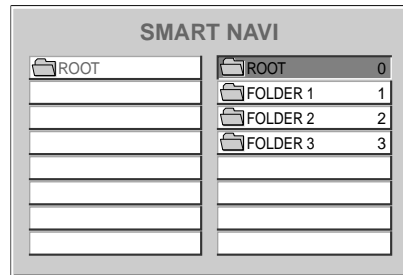 SMART NAVI
ROOT
ROOT 0
FOLDER 1 1
FOLDER 2 2
FOLDER 3 3